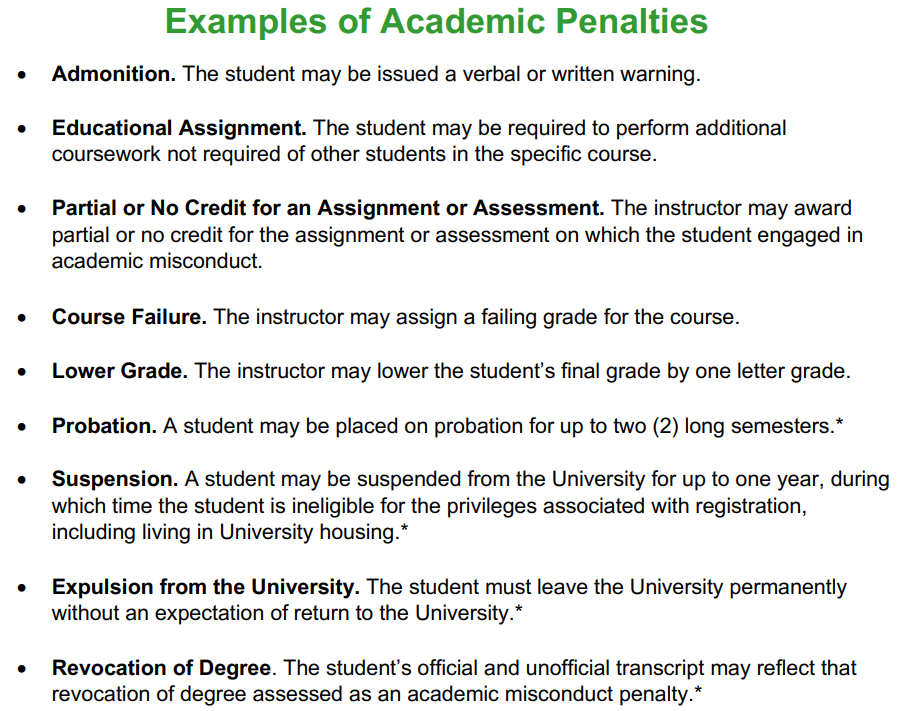 Examples of Academic Penalties
• Admonition. The student may be issued a verbal or written warning.
• Educational Assignment. The student may be required to perform additional
coursework not required of other students in the specific course.
• Partial or No Credit for an Assignment or Assessment. The instructor may award
partial or no credit for the assignment or assessment on which the student engaged in
academic misconduct.
• Course Failure. The instructor may assign a failing grade for the course.
• Lower Grade. The instructor may lower the student’s final grade by one letter grade.
• Probation. A student may be placed on probation for up to two (2) long semesters.*
• Suspension. A student may be suspended from the University for up to one year, during
which time the student is ineligible for the privileges associated with registration,
including living in University housing.*
• Expulsion from the University. The student must leave the University permanently
without an expectation of return to the University.*
• Revocation of Degree. The student’s official and unofficial transcript may reflect that
revocation of degree assessed as an academic misconduct penalty.*